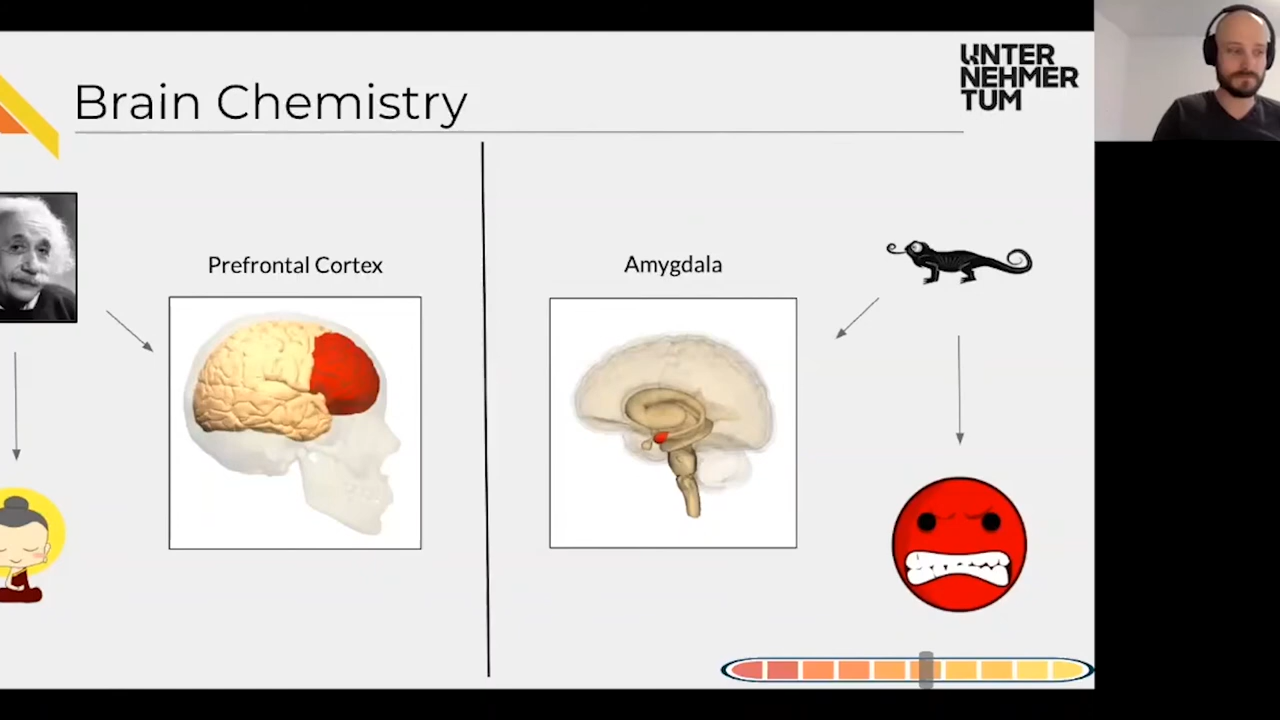 UNTER
NEHMER
TUM
Brain Chemistry
Prefrontal Cortex
Amygdala